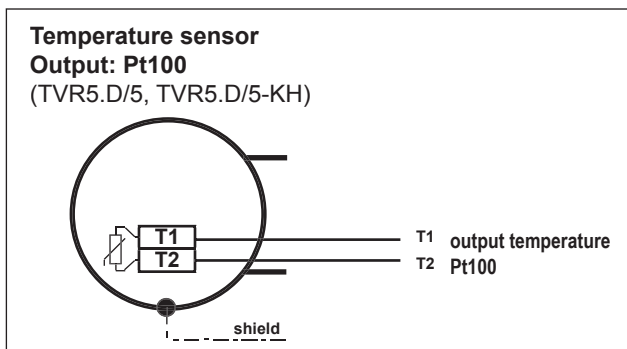 Temperature sensor
Output: Pt100
(TVR5.D/5, TVR5.D/5-KH)
T1
T1 output temperature
T2
T2 Pt100
shield